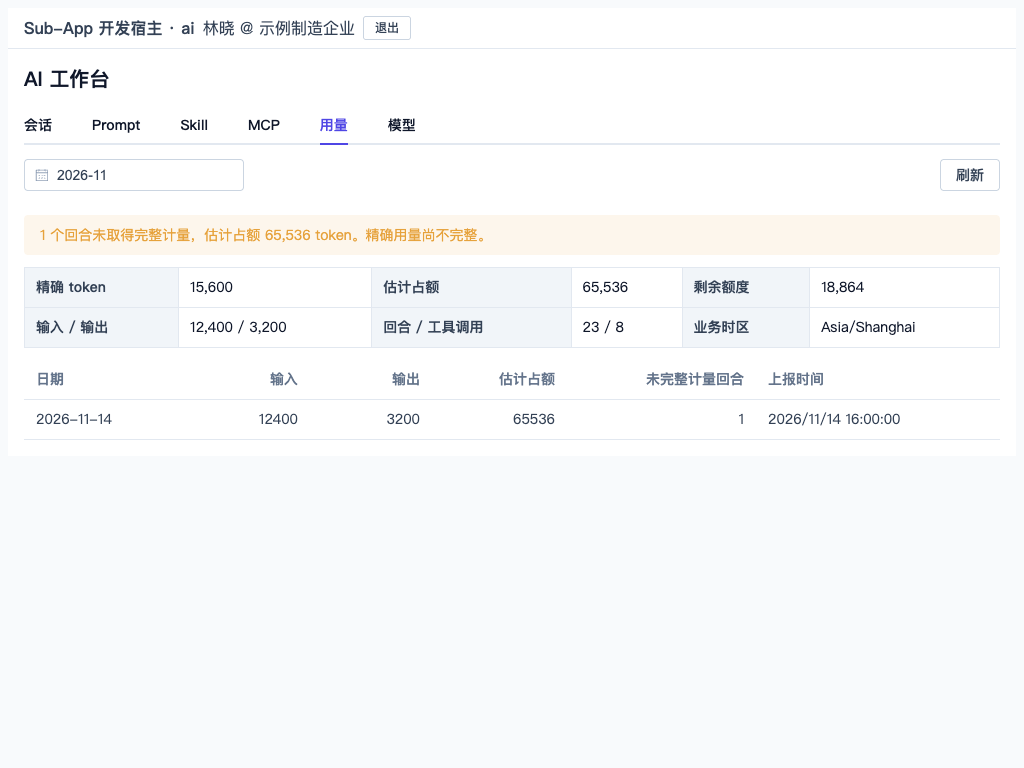 Sub-App 开发宿主 · ai 林晓 @ 示例制造企业 退出
AI 工作台
会话 Prompt Skill MCP 用量 模型
2026-11 刷新
1 个回合未取得完整计量，估计占额 65,536 token。精确用量尚不完整。
精确 token 15,600 估计占额 65,536 剩余额度 18,864
输入 / 输出 12,400 / 3,200 回合 / 工具调用 23 / 8 业务时区 Asia/Shanghai
日期 输入 输出 估计占额 未完整计量回合 上报时间
2026-11-14 12400 3200 65536 1 2026/11/14 16:00:00